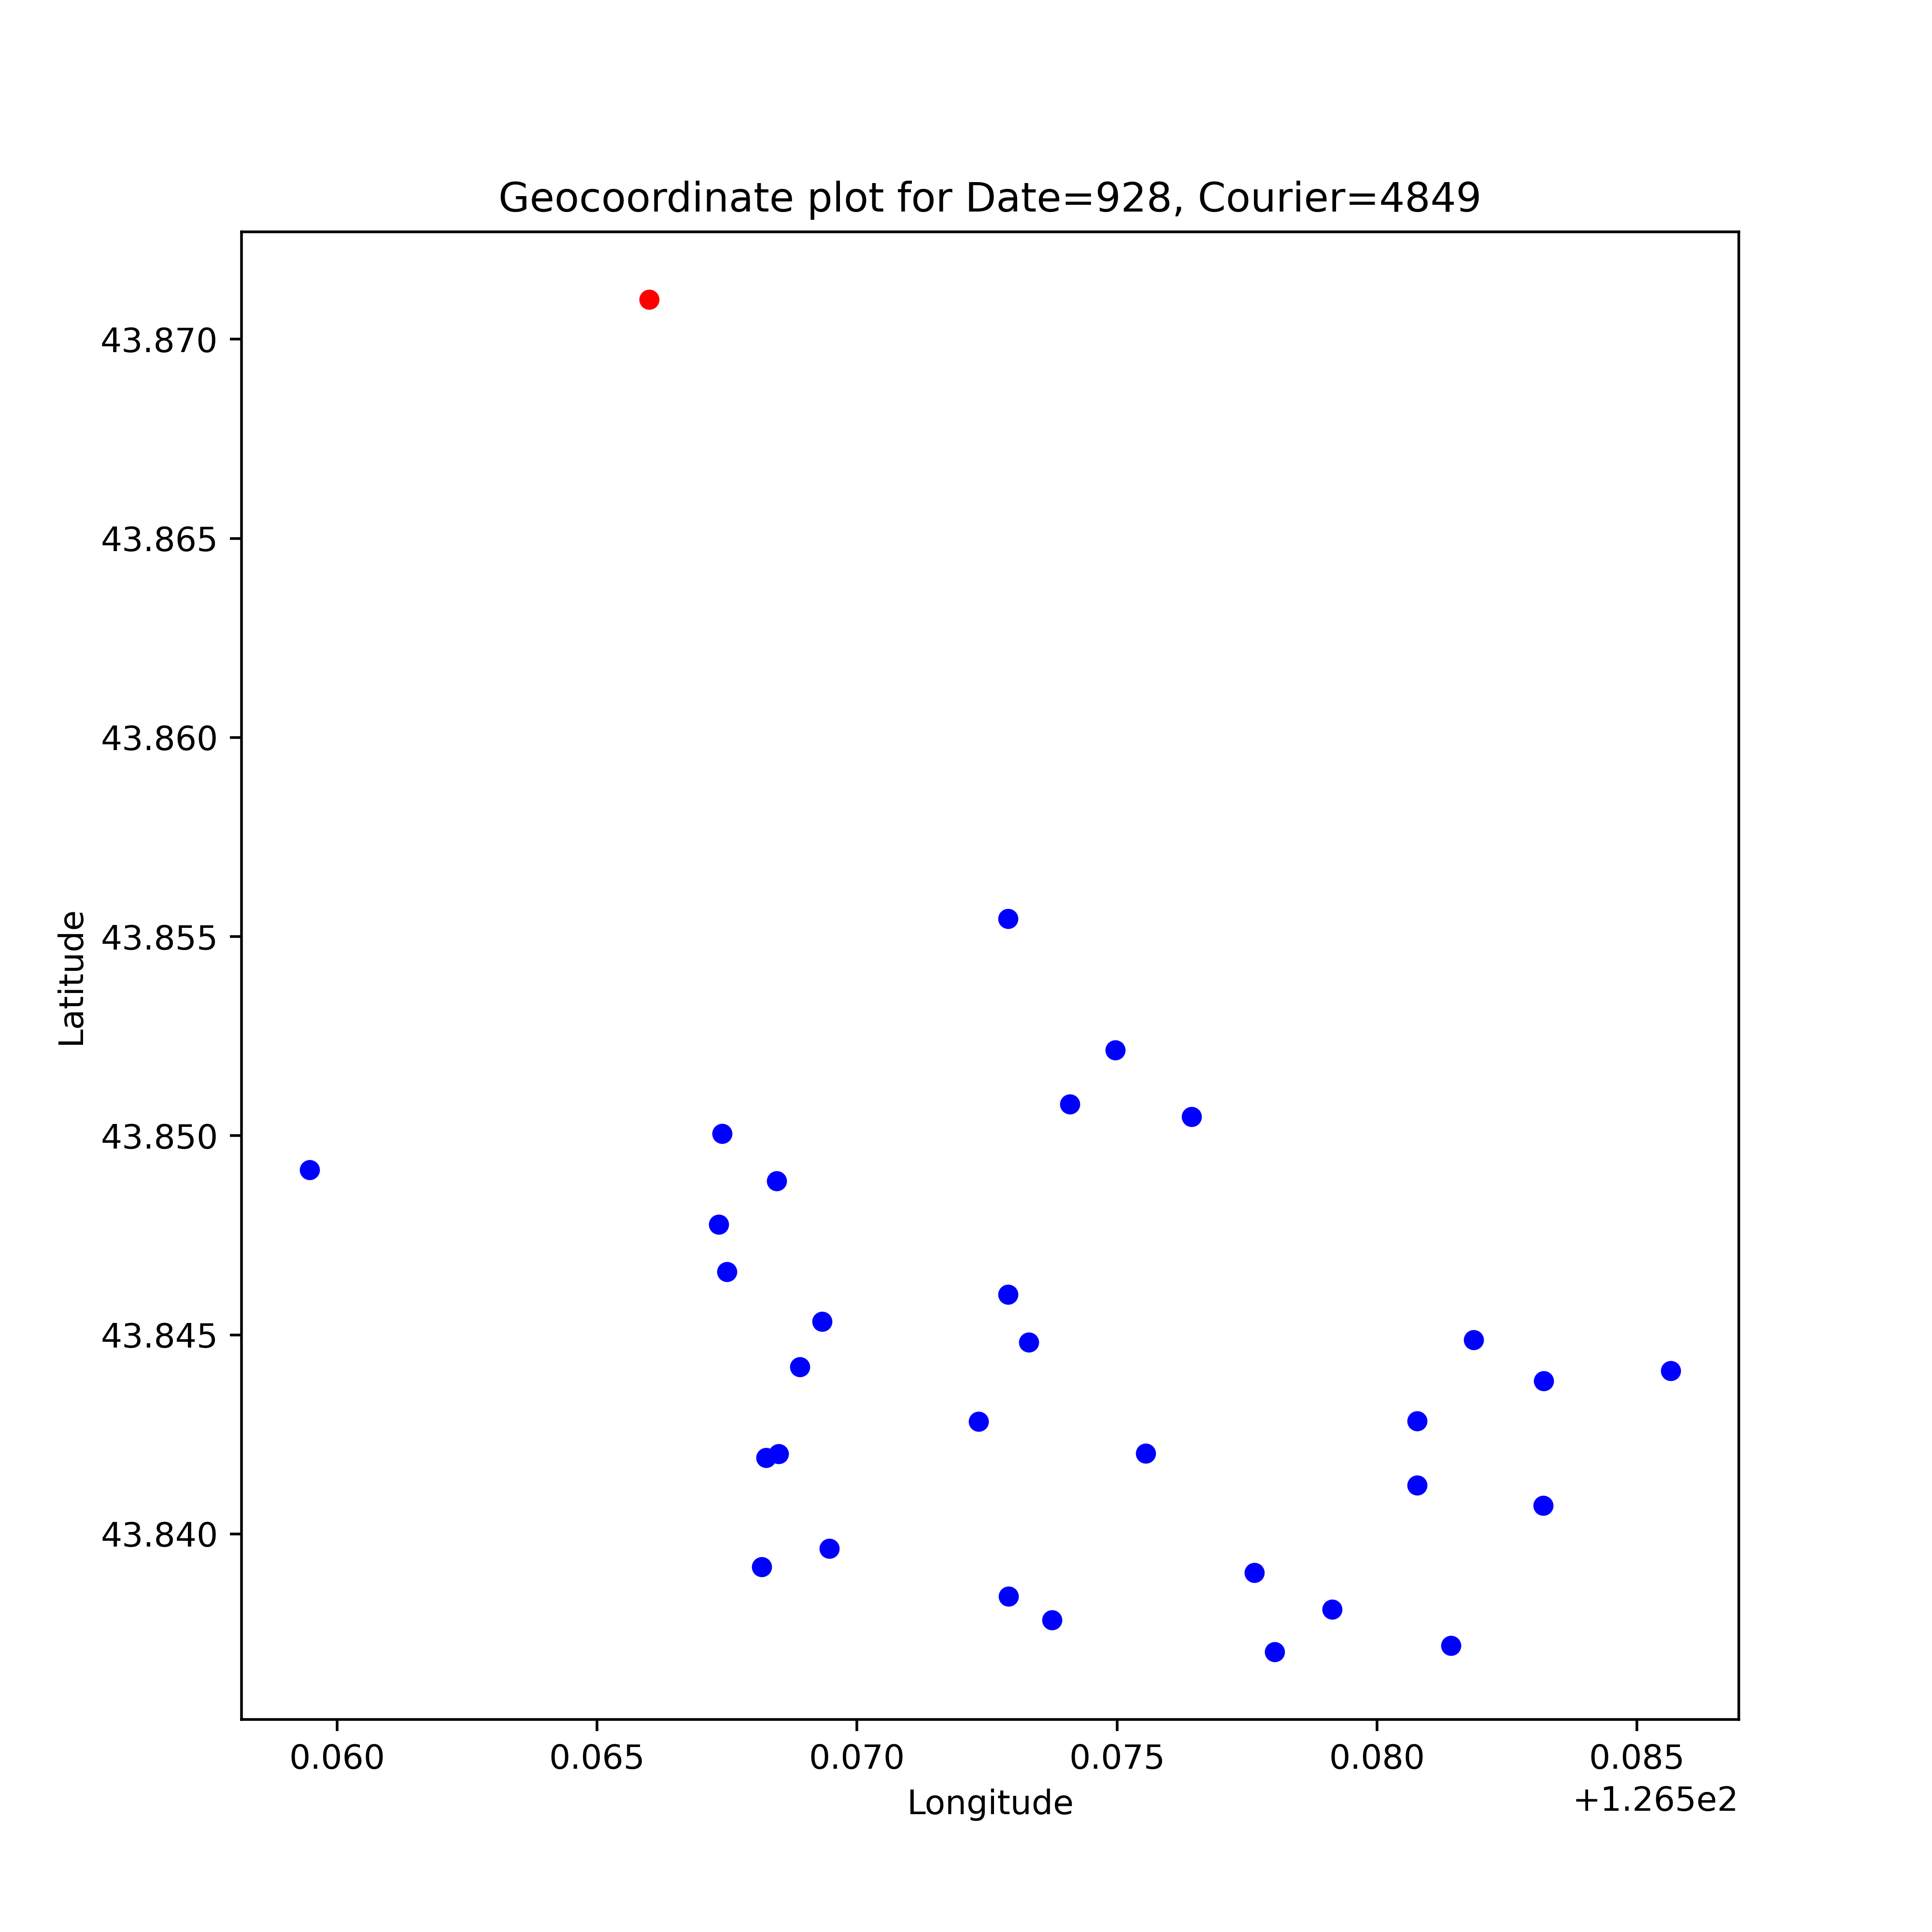 Geocoordinate plot for Date=928, Courier=4849
Latitude
43.870
43.865
43.860
43.855
43.850
43.845
43.840
0.060 0.065 0.070 0.075 0.080 0.085
+1.265e2
Longitude